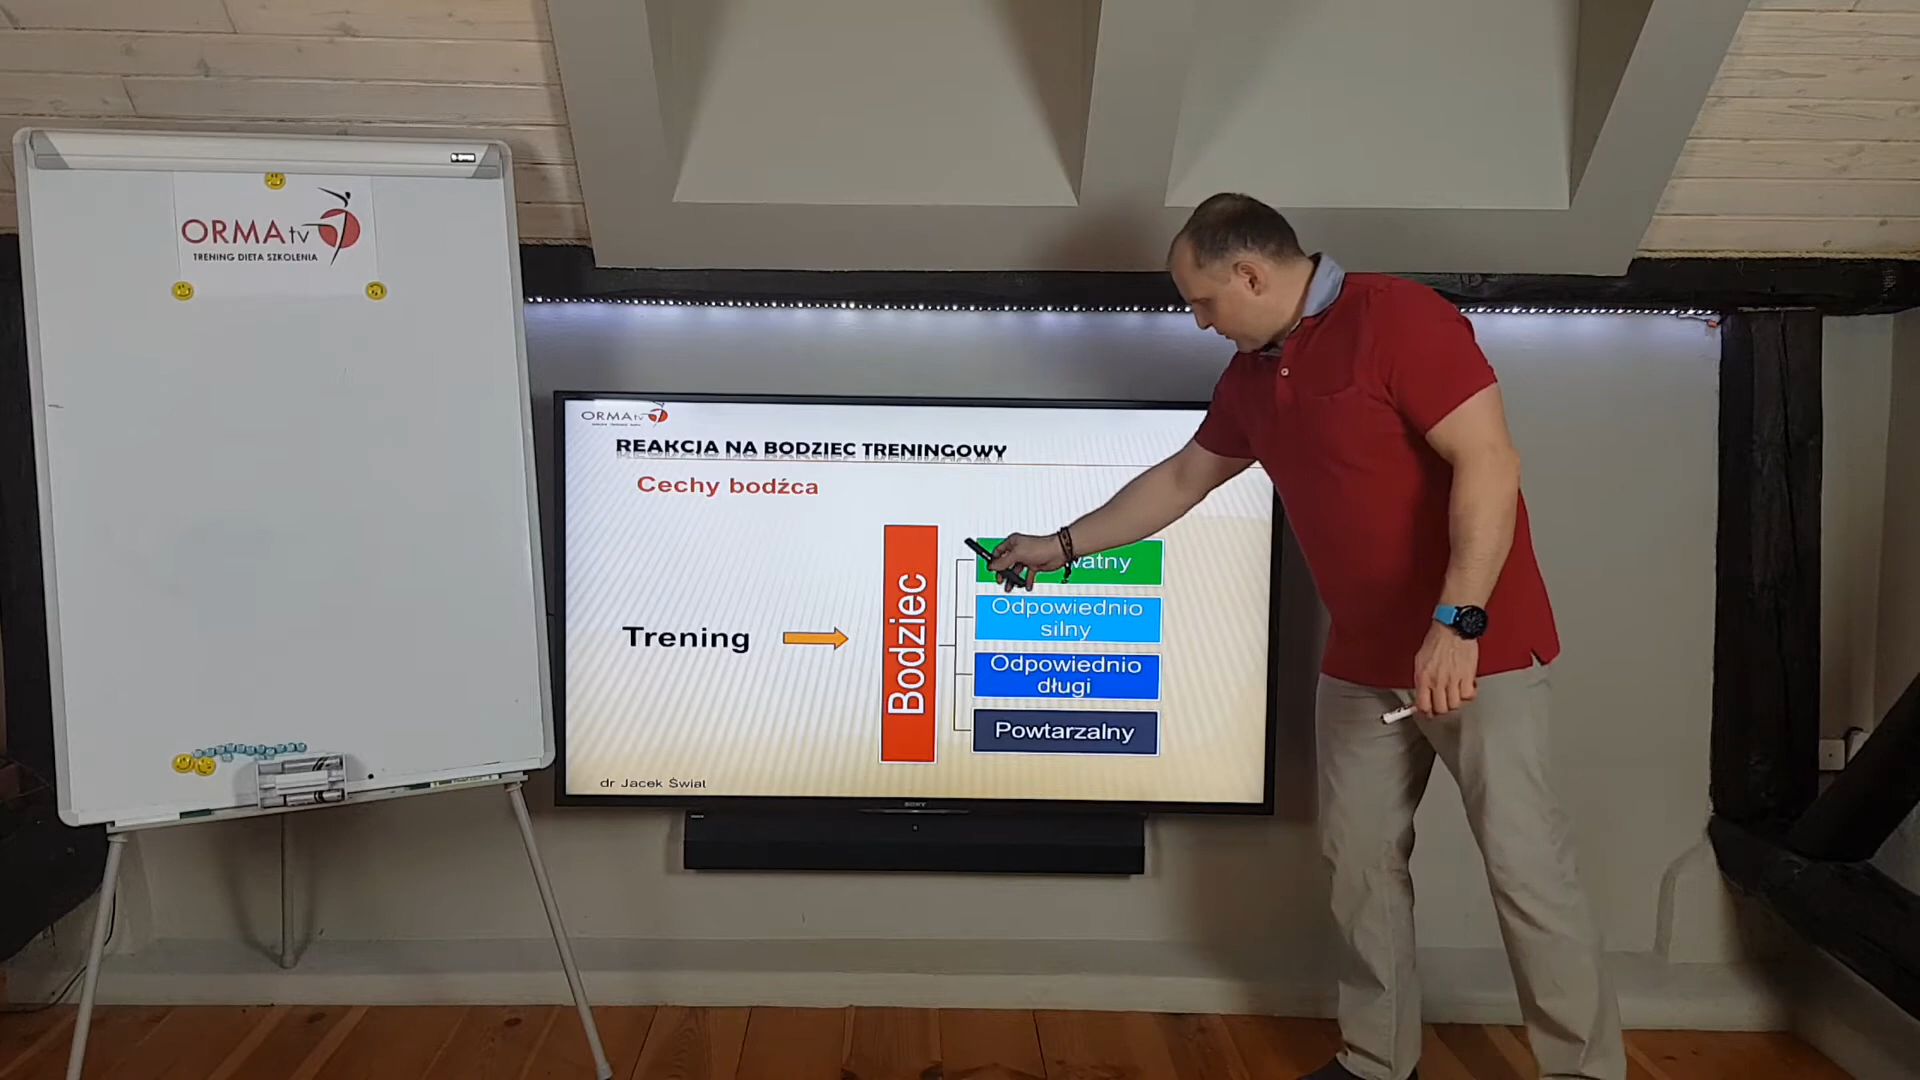 ORMAtv
TRENING DIETA SZKOLENIA
ORMAtv
REAKCJA NA BODZIEC TRENINGOWY
Cechy bodźca
Trening
Bodziec
Odpowiednio
silny
Odpowiednio
długi
Powtarzalny
dr Jacek Świat
SONY